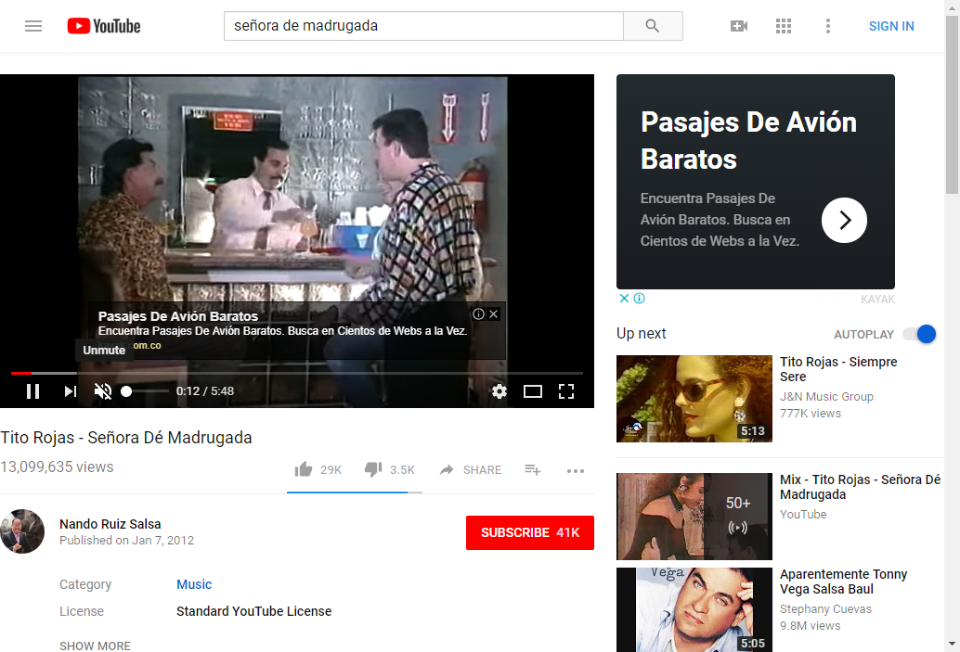 YouTube
señora de madrugada
SIGN IN
Pasajes De Avión Baratos
Encuentra Pasajes De Avión Baratos. Busca en Cientos de Webs a la Vez.
om.co
Unmute
0:12 / 5:48
Tito Rojas - Señora Dé Madrugada
13,099,635 views
29K
3.5K
SHARE
Nando Ruiz Salsa
Published on Jan 7, 2012
SUBSCRIBE 41K
Category Music
License Standard YouTube License
SHOW MORE
Pasajes De Avión
Baratos
Encuentra Pasajes De
Avión Baratos. Busca en
Cientos de Webs a la Vez.
KAYAK
Up next
AUTOPLAY
5:13
Tito Rojas - Siempre
Sere
J&N Music Group
777K views
50+
Mix - Tito Rojas - Señora Dé
Madrugada
YouTube
Vega
5:05
Aparentemente Tonny
Vega Salsa Baul
Stephany Cuevas
9.8M views